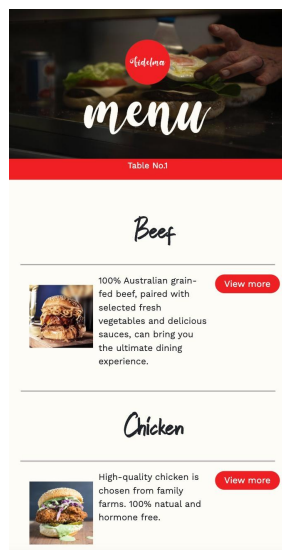 Fidelma
menu
Table No.1
Beef
100% Australian grain-
fed beef, paired with
selected fresh
vegetables and delicious
sauces, can bring you
the ultimate dining
experience.
View more
Chicken
High-quality chicken is
chosen from family
farms. 100% natual and
hormone free.
View more